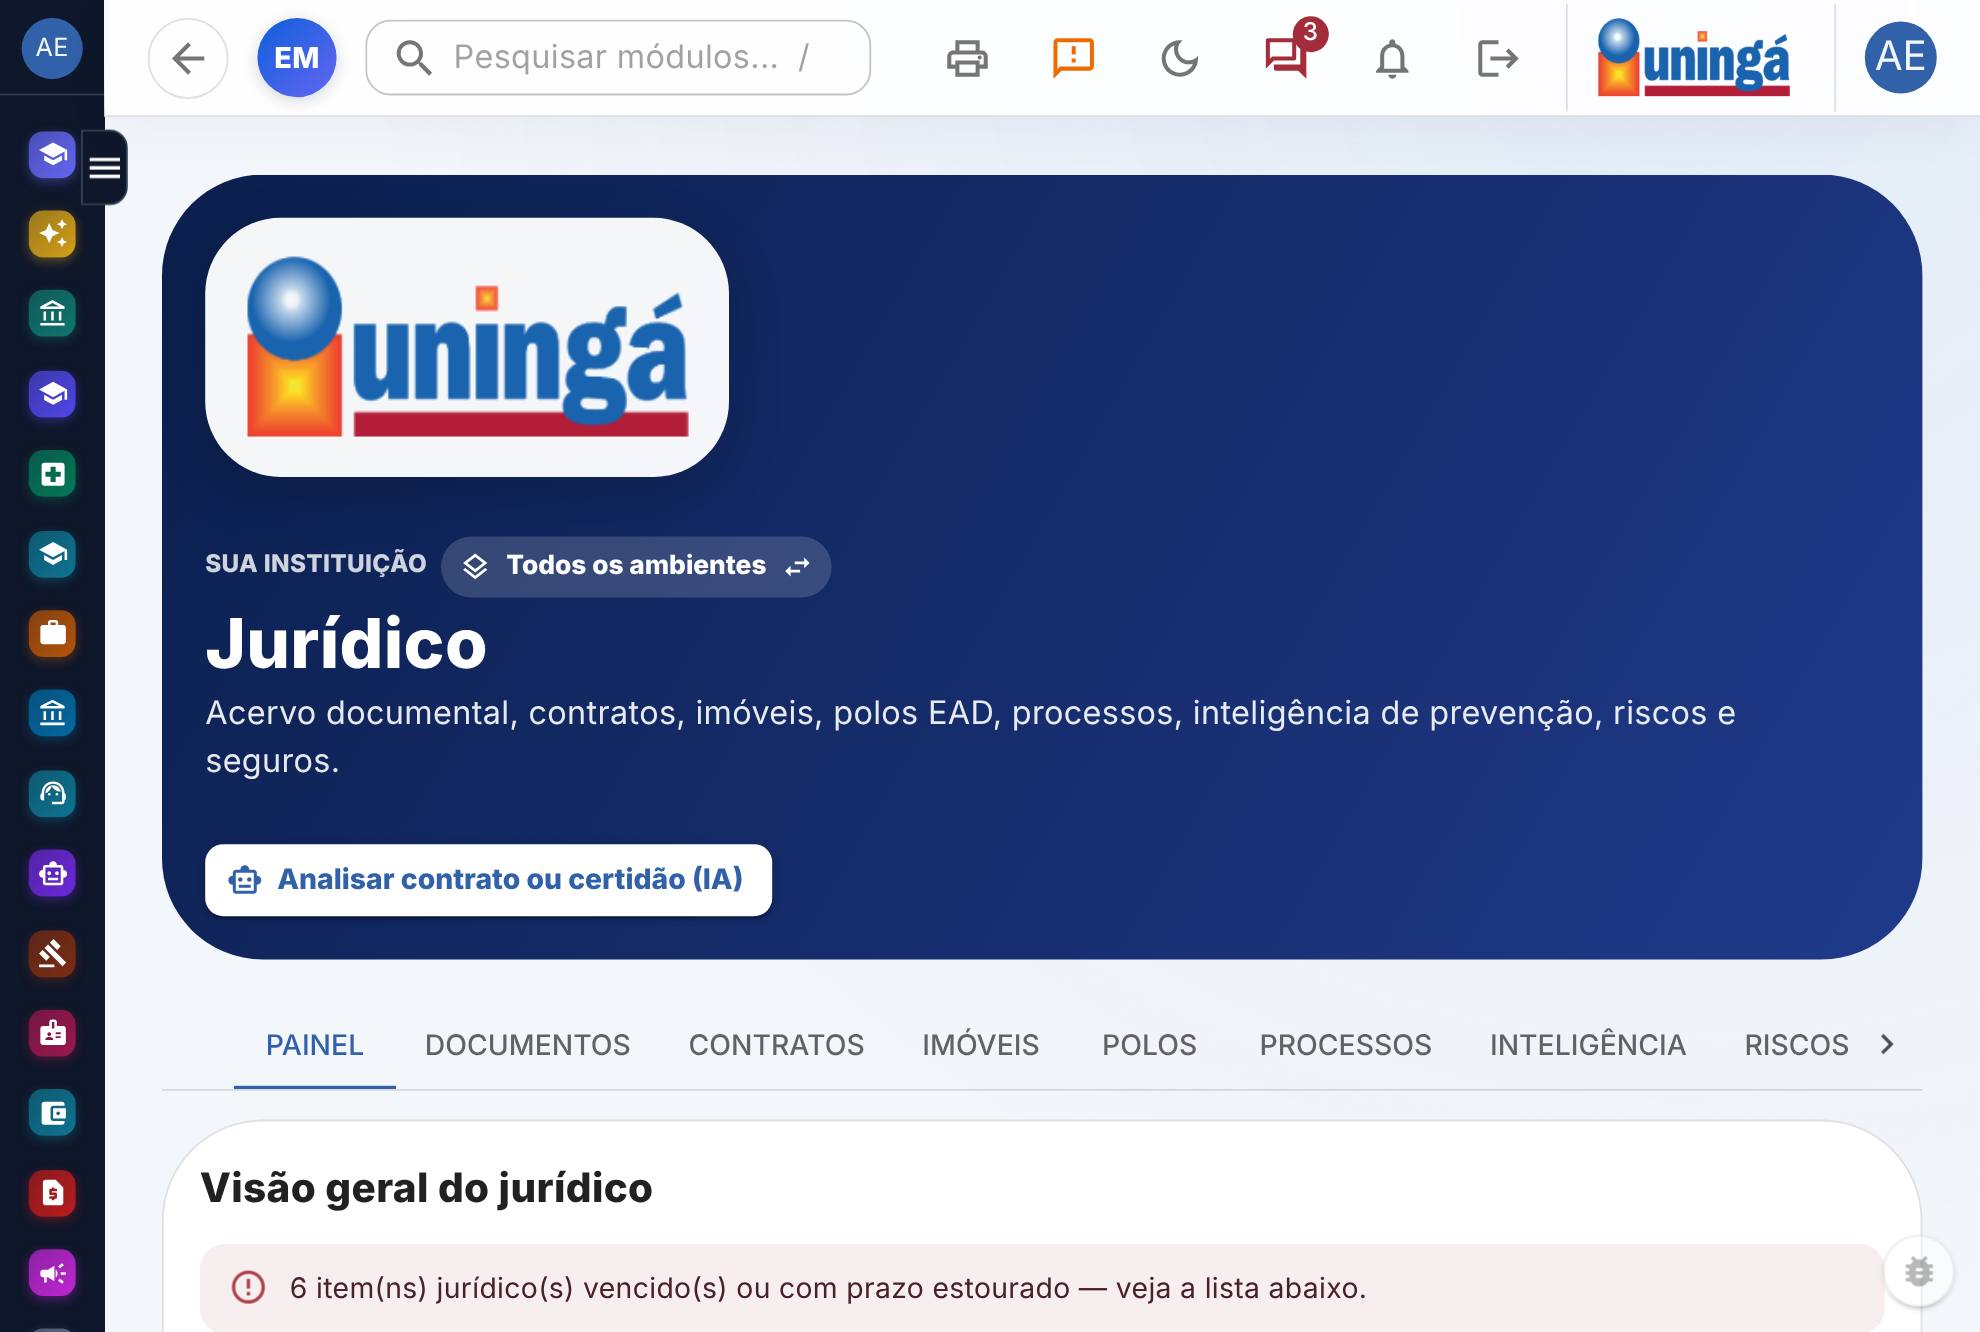 AE
EM
Pesquisar módulos... /
3
uningá
AE
uningá
SUA INSTITUIÇÃO
Todos os ambientes
Jurídico
Acervo documental, contratos, imóveis, polos EAD, processos, inteligência de prevenção, riscos e
seguros.
Analisar contrato ou certidão (IA)
PAINEL DOCUMENTOS CONTRATOS IMÓVEIS POLOS PROCESSOS INTELIGÊNCIA RISCOS
Visão geral do jurídico
6 item(ns) jurídico(s) vencido(s) ou com prazo estourado — veja a lista abaixo.